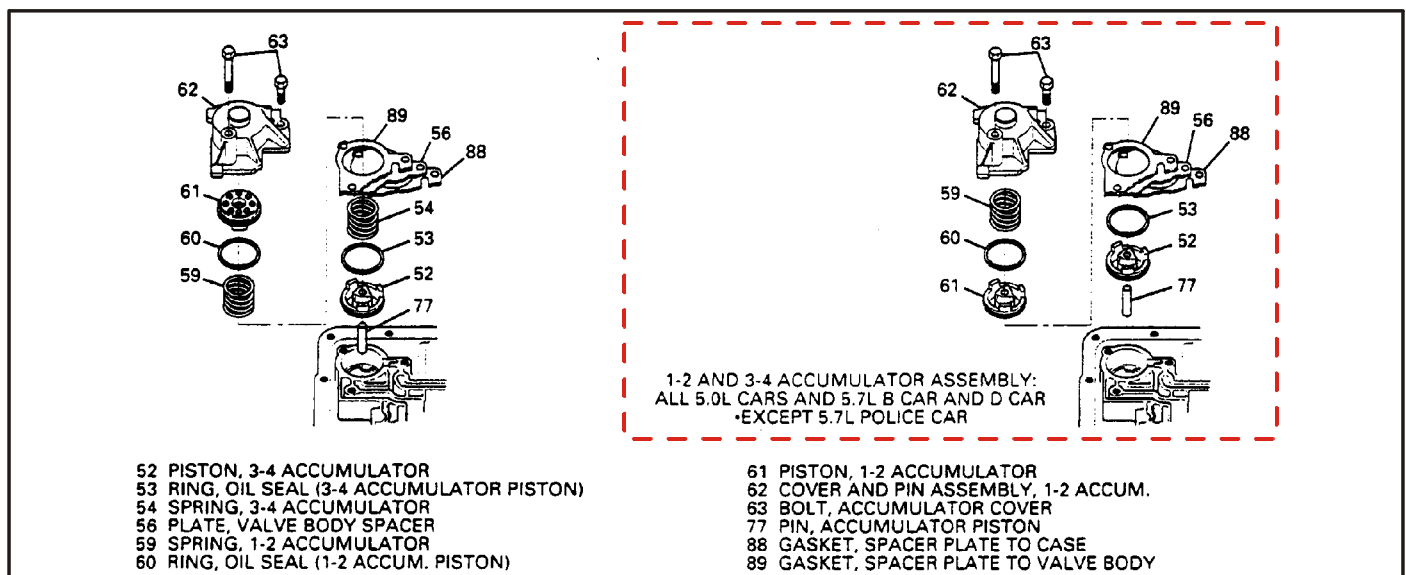 63
62
89
56
88
61
54
60
53
59
52
77
63
62
89
56
88
59
53
60
52
61
77
1-2 AND 3-4 ACCUMULATOR ASSEMBLY:
ALL 5.0L CARS AND 5.7L B CAR AND D CAR
•EXCEPT 5.7L POLICE CAR
52 PISTON, 3-4 ACCUMULATOR
53 RING, OIL SEAL (3-4 ACCUMULATOR PISTON)
54 SPRING, 3-4 ACCUMULATOR
56 PLATE, VALVE BODY SPACER
59 SPRING, 1-2 ACCUMULATOR
60 RING, OIL SEAL (1-2 ACCUM. PISTON)
61 PISTON, 1-2 ACCUMULATOR
62 COVER AND PIN ASSEMBLY, 1-2 ACCUM.
63 BOLT, ACCUMULATOR COVER
77 PIN, ACCUMULATOR PISTON
88 GASKET, SPACER PLATE TO CASE
89 GASKET, SPACER PLATE TO VALVE BODY